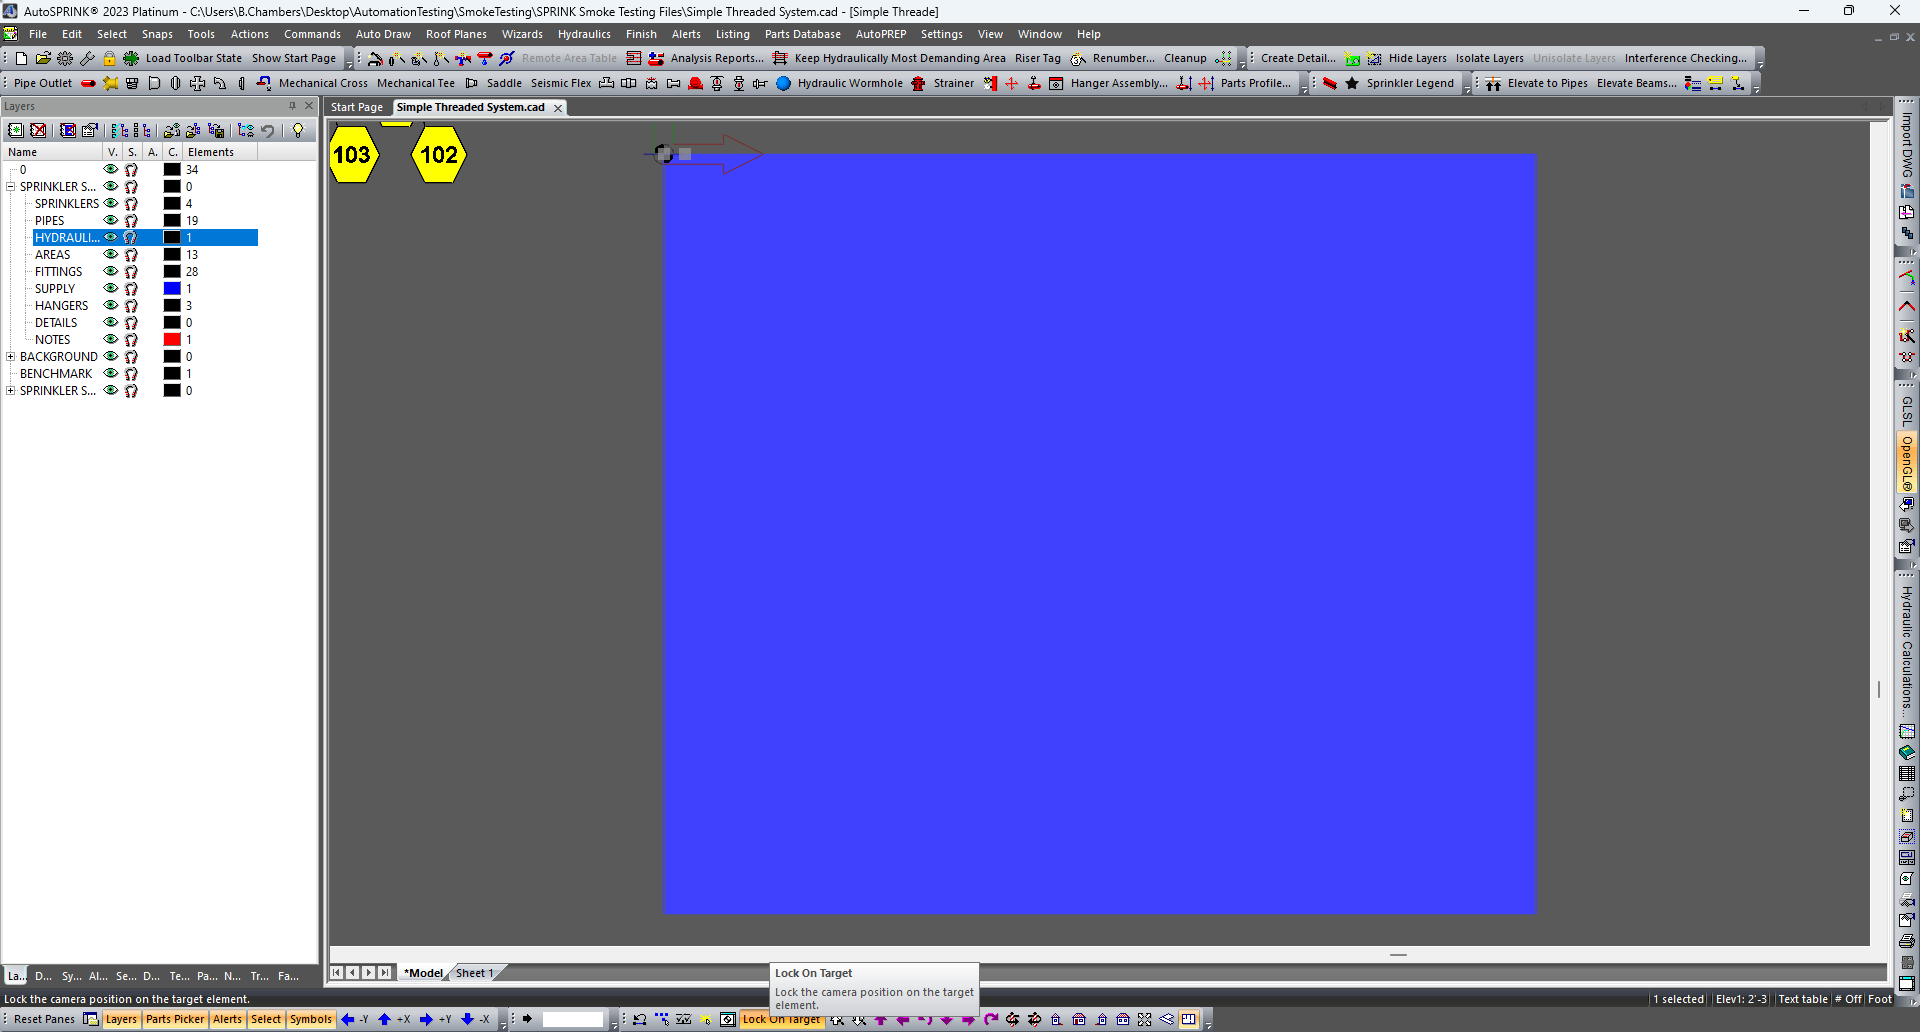 AutoSPRINK® 2023 Platinum - C:\Users\B.Chambers\Desktop\AutomationTesting\SmokeTesting\SPRINK Smoke Testing Files\Simple Threaded System.cad - [Simple Threade]
File Edit Select Snaps Tools Actions Commands Auto Draw Roof Planes Wizards Hydraulics Finish Alerts Listing Parts Database AutoPREP Settings View Window Help
Load Toolbar State Show Start Page Remote Area Table Analysis Reports... Keep Hydraulically Most Demanding Area Riser Tag Renumber... Cleanup Create Detail... Hide Layers Isolate Layers Unisolate Layers Interference Checking...
Pipe Outlet Mechanical Cross Mechanical Tee Saddle Seismic Flex Hydraulic Wormhole Strainer Hanger Assembly... Parts Profile... Sprinkler Legend Elevate to Pipes Elevate Beams...
Layers
Start Page Simple Threaded System.cad
Name V. S. A. C. Elements
0 34
SPRINKLER S... 0
SPRINKLERS 4
PIPES 19
HYDRAULI... 1
AREAS 13
FITTINGS 28
SUPPLY 1
HANGERS 3
DETAILS 0
NOTES 1
BACKGROUND 0
BENCHMARK 1
SPRINKLER S... 0
103 102
Import DWG
GLSL
OpenGL®
Hydraulic Calculations...
La... D... Sy... Al... Se... D... Te... Pa... N... Tr... Fa...
*Model Sheet 1
Lock On Target
Lock the camera position on the target
element.
Lock the camera position on the target element.
1 selected Elev1: 2'-3 Text table # Off Foot
Reset Panes Layers Parts Picker Alerts Select Symbols -Y +X +Y -X Lock On Target